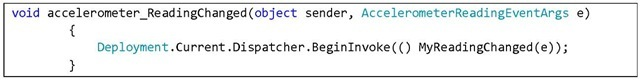 void accelerometer_ReadingChanged(object sender, AccelerometerReadingEventArgs e)
{
Deployment.Current.Dispatcher.BeginInvoke(() MyReadingChanged(e));
}